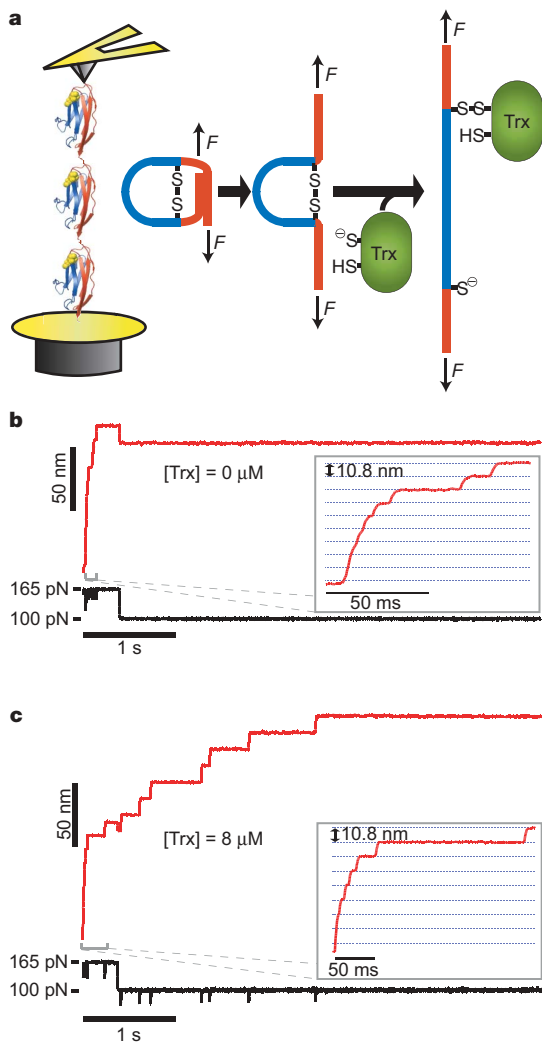 a
F
F
S
S
F
F
S
S
⊖S
HS
Trx
F
F
S S
HS
Trx
S⊖
b
50 nm
[Trx] = 0 μM
10.8 nm
50 ms
165 pN
100 pN
1 s
c
50 nm
[Trx] = 8 μM
10.8 nm
50 ms
165 pN
100 pN
1 s